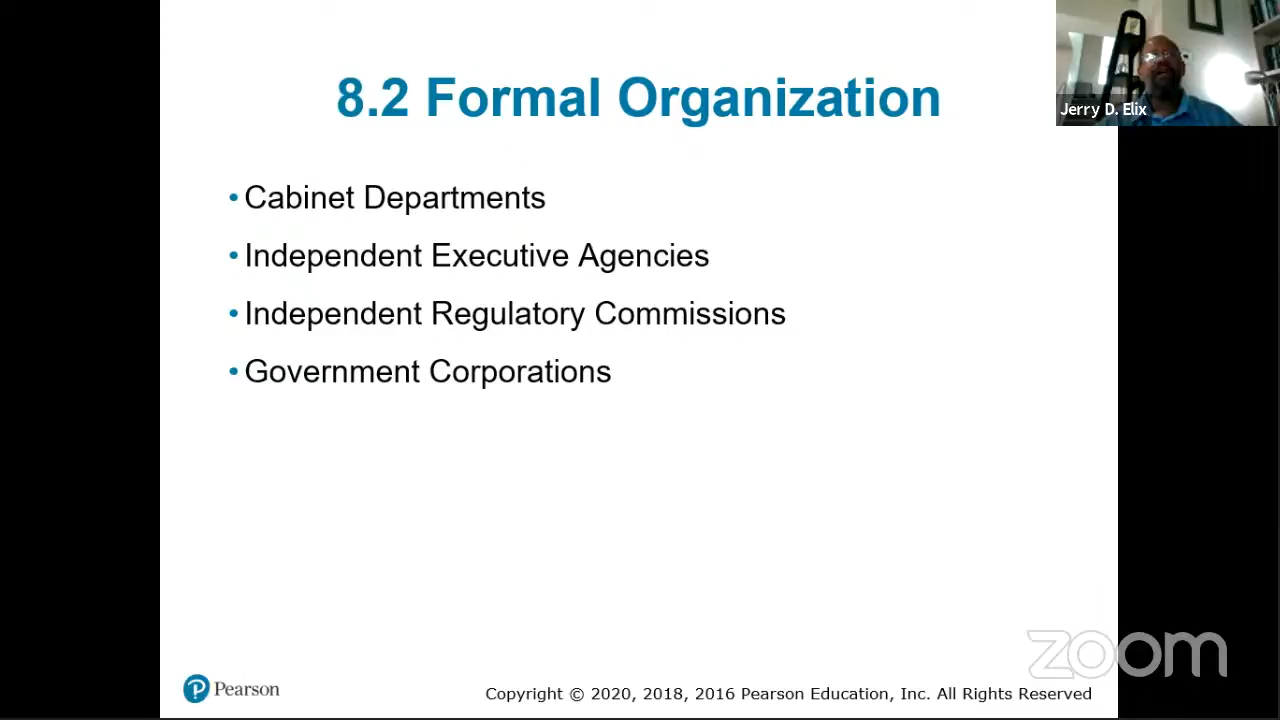 8.2 Formal Organization
Jerry D. Elix
• Cabinet Departments
• Independent Executive Agencies
• Independent Regulatory Commissions
• Government Corporations
zoom
Pearson
Copyright © 2020, 2018, 2016 Pearson Education, Inc. All Rights Reserved